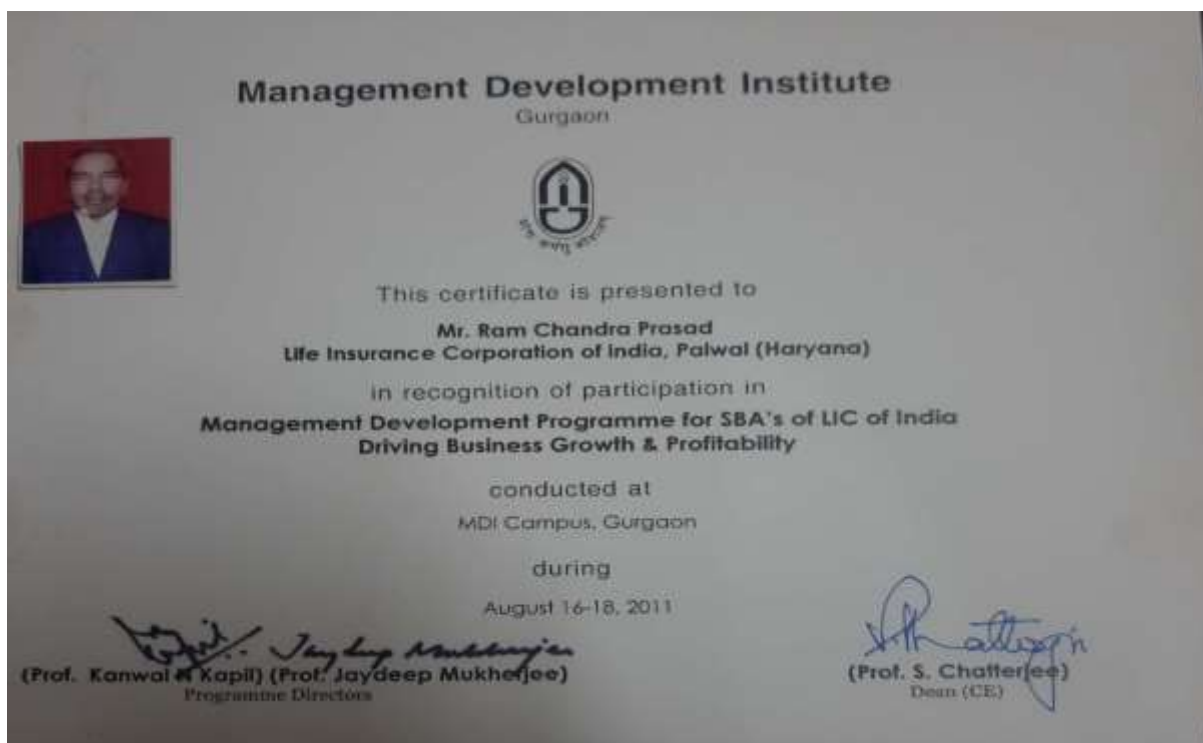 Management Development Institute
Gurgaon
This certificate is presented to
Mr. Ram Chandra Prasad
Life Insurance Corporation of India, Palwal (Haryana)
in recognition of participation in
Management Development Programme for SBA's of LIC of India
Driving Business Growth & Profitability
conducted at
MDI Campus, Gurgaon
during
August 16-18, 2011
Jaydeep Mukherjee
(Prof. Kanwal Kapil) (Prof. Jaydeep Mukherjee)
Programme Directors
(Prof. S. Chatterjee)
Dean (CE)